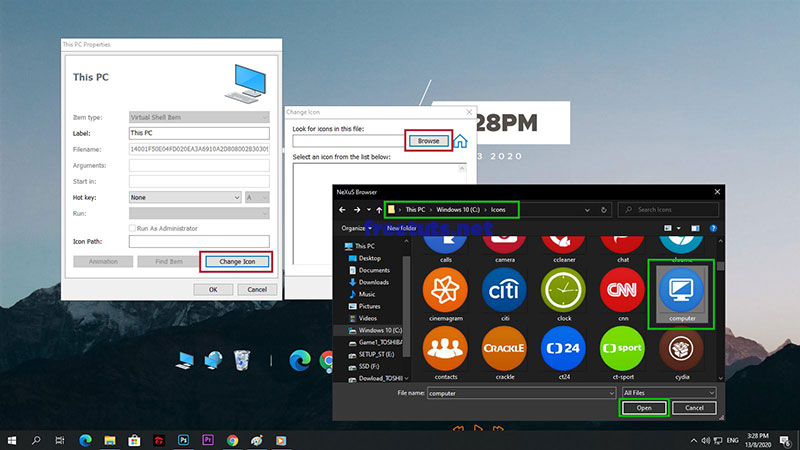 This PC Properties
This PC
Item type:
Virtual Shell Item
Label:
This PC
Filename:
Arguments:
Start in:
Hot key:
None
A
Run:
Run As Administrator
Icon Path:
Animation
Find Item
Change Icon
OK
Cancel
Change Icon
Look for icons in this file:
Browse
Select an icon from the list below:
:28PM
3 2020
NeXuS Browser
This PC
Windows 10 (C:)
Icons
Search Icons
Organize
New folder
freetuts.net
This PC
Desktop
Documents
Downloads
Music
Pictures
Videos
Windows 10 (C:)
Game1_TOSHIBA
SETUP_ST (E:)
SSD (F:)
Dowload_TOSHIB
calls
camera
ccleaner
chat
chrome
citi
CNN
cinemagram
citi
clock
cnn
computer
CRACKLE
24
sport
contacts
crackle
ct24
ct-sport
cydia
File name:
computer
All Files
Open
Cancel
Ps
Pr
ENG
3:28 PM
13/8/2020